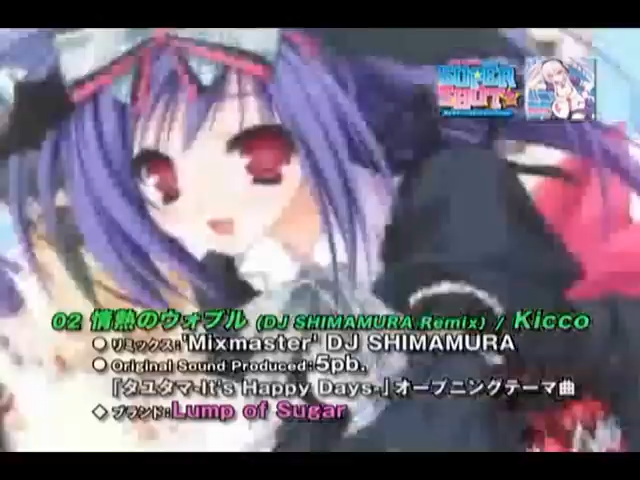 SUPER
SHOT☆
02 情熱のウォブル (DJ SHIMAMURA Remix) / Kicco
●リミックス:"Mixmaster" DJ SHIMAMURA
●Original Sound Produced:5pb.
「タユタマ-It's Happy Days-」オープニングテーマ曲
◆ブランド:Lump of Sugar